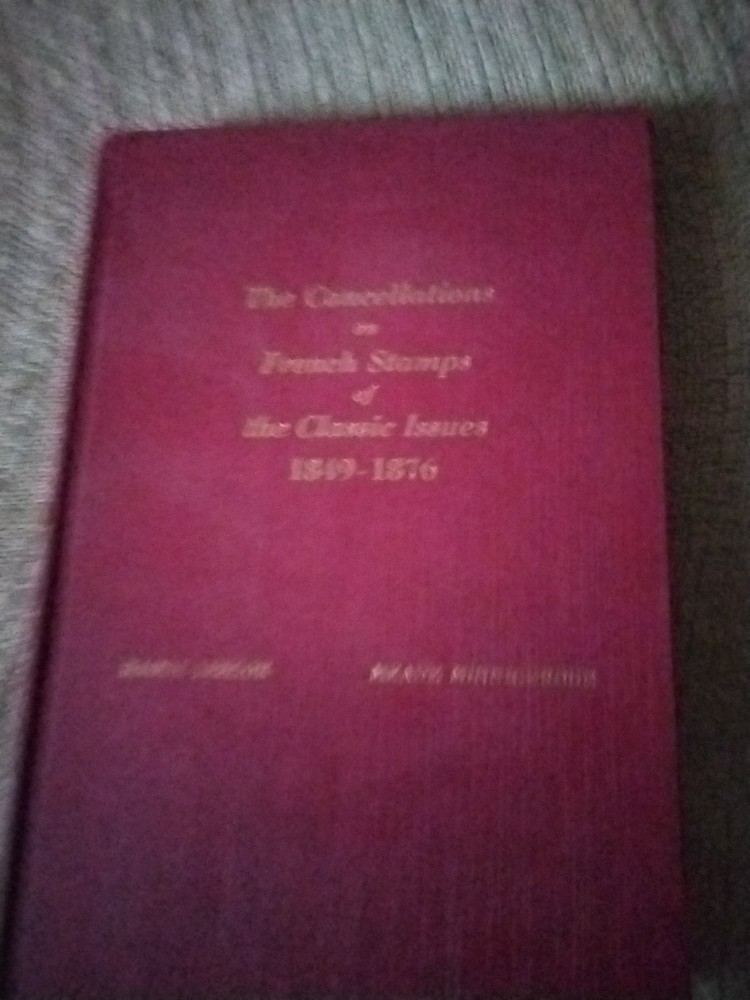 The Cancellations
on
French Stamps
of
the Classic Issues
1849-1876